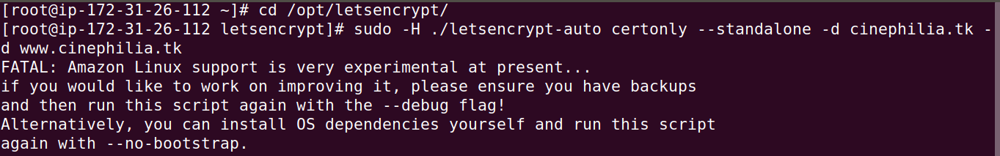 [root@ip-172-31-26-112 ~]# cd /opt/letsencrypt/
[root@ip-172-31-26-112 letsencrypt]# sudo -H ./letsencrypt-auto certonly --standalone -d cinephilia.tk -
d www.cinephilia.tk
FATAL: Amazon Linux support is very experimental at present...
if you would like to work on improving it, please ensure you have backups
and then run this script again with the --debug flag!
Alternatively, you can install OS dependencies yourself and run this script
again with --no-bootstrap.